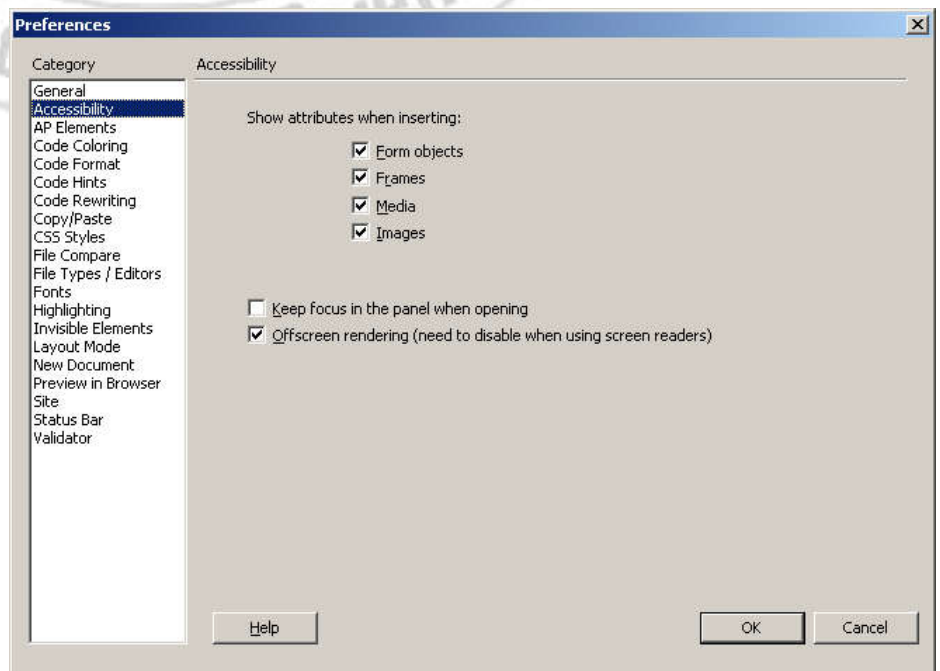 Preferences
Category
General
Accessibility
AP Elements
Code Coloring
Code Format
Code Hints
Code Rewriting
Copy/Paste
CSS Styles
File Compare
File Types / Editors
Fonts
Highlighting
Invisible Elements
Layout Mode
New Document
Preview in Browser
Site
Status Bar
Validator
Accessibility
Show attributes when inserting:
Form objects
Frames
Media
Images
Keep focus in the panel when opening
Offscreen rendering (need to disable when using screen readers)
Help
OK
Cancel